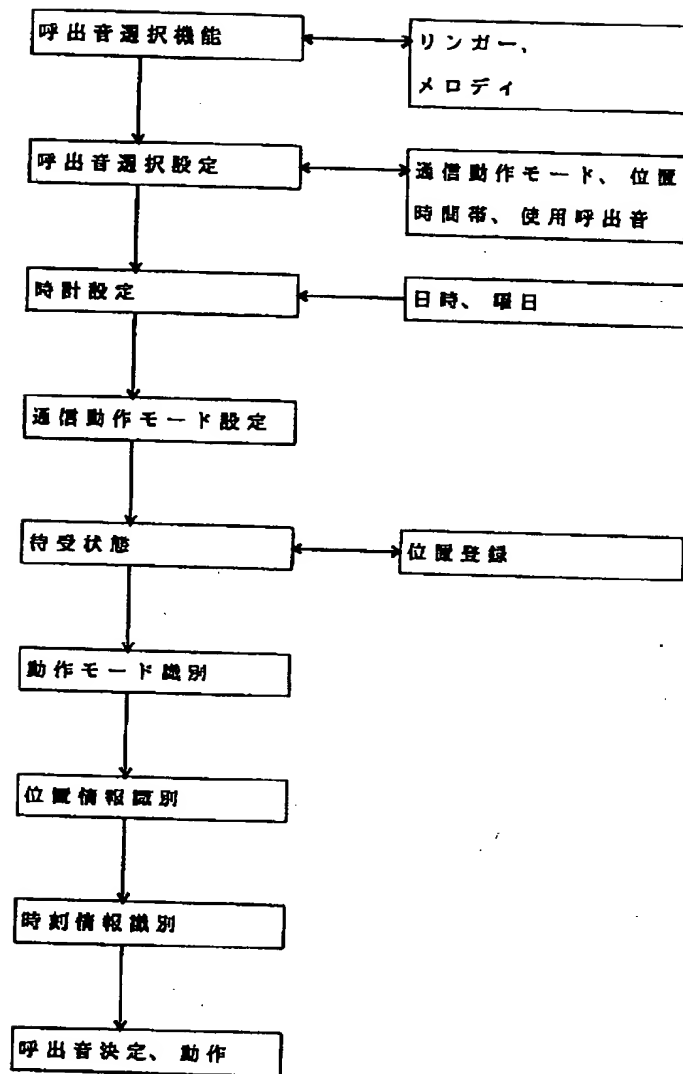 呼出音選択機能
リンガー、
メロディ
呼出音選択設定
通信動作モード、位置
時間帯、使用呼出音
時計設定
日時、曜日
通信動作モード設定
待受状態
位置登録
動作モード識別
位置情報識別
時刻情報識別
呼出音決定、動作